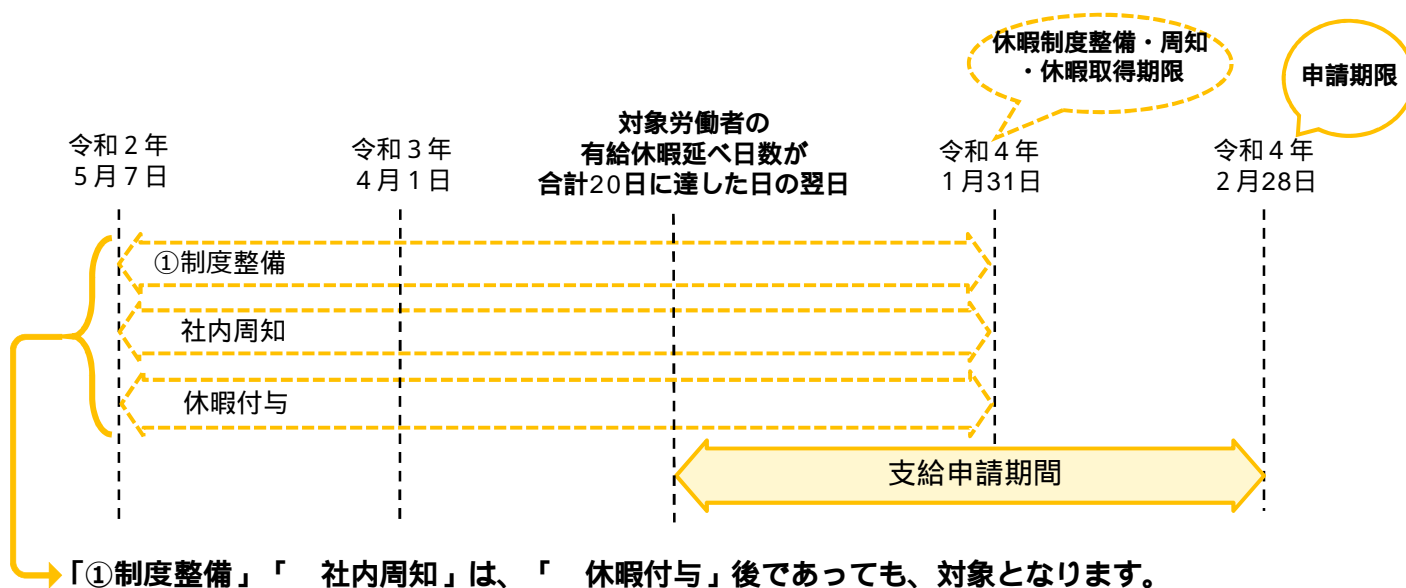 休暇制度整備・周知
・休暇取得期限
申請期限
令和２年
５月７日
令和３年
４月１日
対象労働者の
有給休暇延べ日数が
合計20日に達した日の翌日
令和４年
１月31日
令和４年
２月28日
①制度整備
社内周知
休暇付与
支給申請期間
「①制度整備」「　社内周知」は、「　休暇付与」後であっても、対象となります。